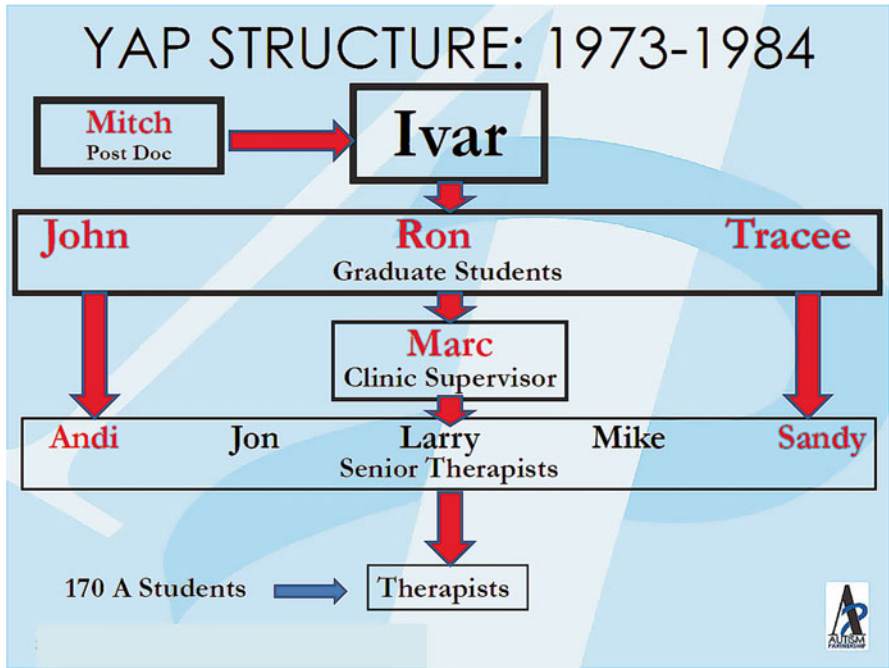 YAP STRUCTURE: 1973-1984
Mitch
Post Doc
Ivar
John Ron Tracee
Graduate Students
Marc
Clinic Supervisor
Andi Jon Larry Mike Sandy
Senior Therapists
170 A Students
Therapists
AUTISM
PARTNERSHIP